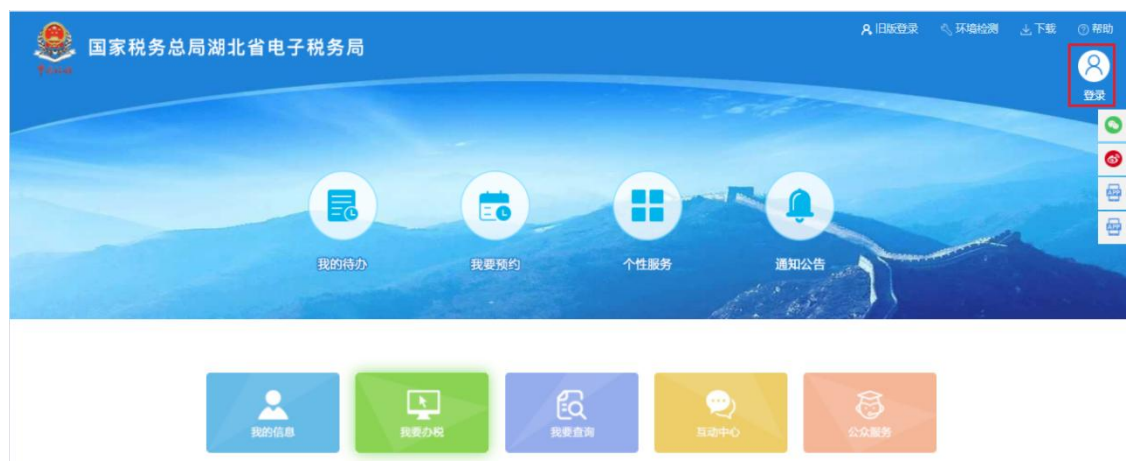 旧版登录 环境检测 下载 帮助
国家税务总局湖北省电子税务局
登录
我的待办 我要预约 个性服务 通知公告
我的信息 我要办税 我要查询 互动中心 公众服务